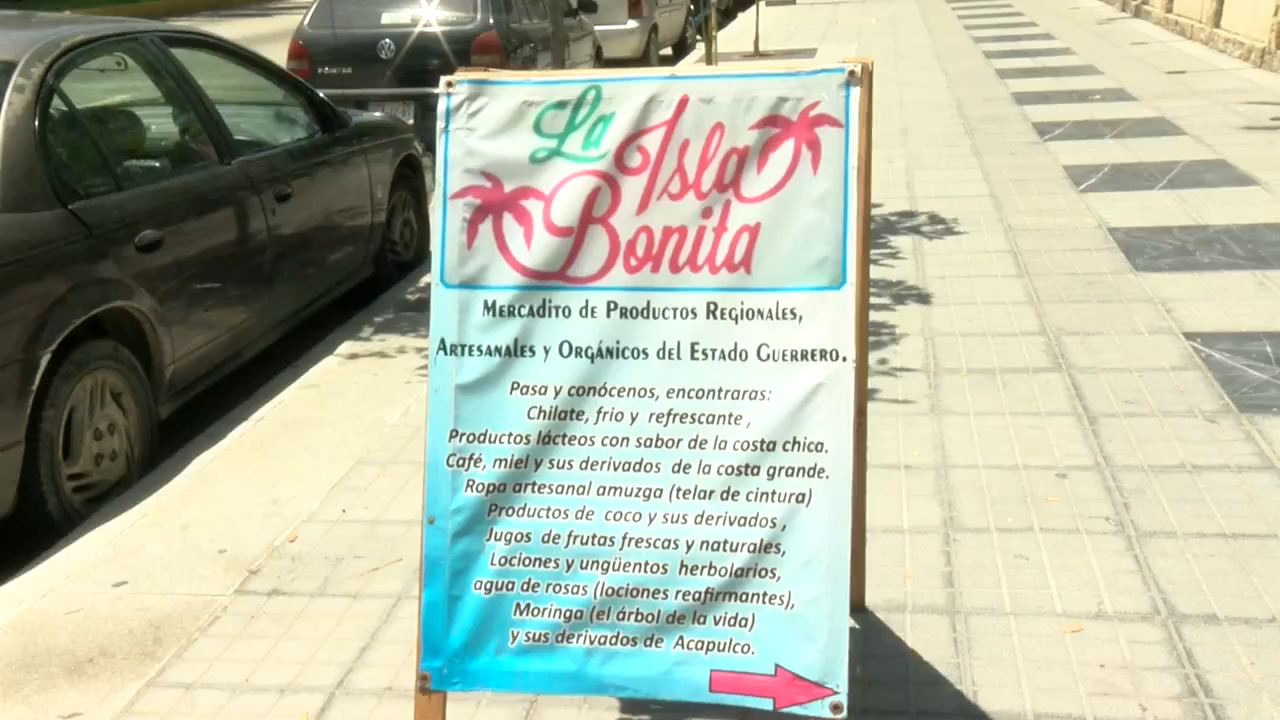 La Isla
Bonita
Mercadito de Productos Regionales,
Artesanales y Orgánicos del Estado Guerrero.
Pasa y conócenos, encontraras:
Chilate, frio y refrescante,
Productos lácteos con sabor de la costa chica.
Café, miel y sus derivados de la costa grande.
Ropa artesanal amuzga (telar de cintura)
Productos de coco y sus derivados,
Jugos de frutas frescas y naturales,
Lociones y ungüentos herbolarios,
agua de rosas (lociones reafirmantes),
Moringa (el árbol de la vida)
y sus derivados de Acapulco.